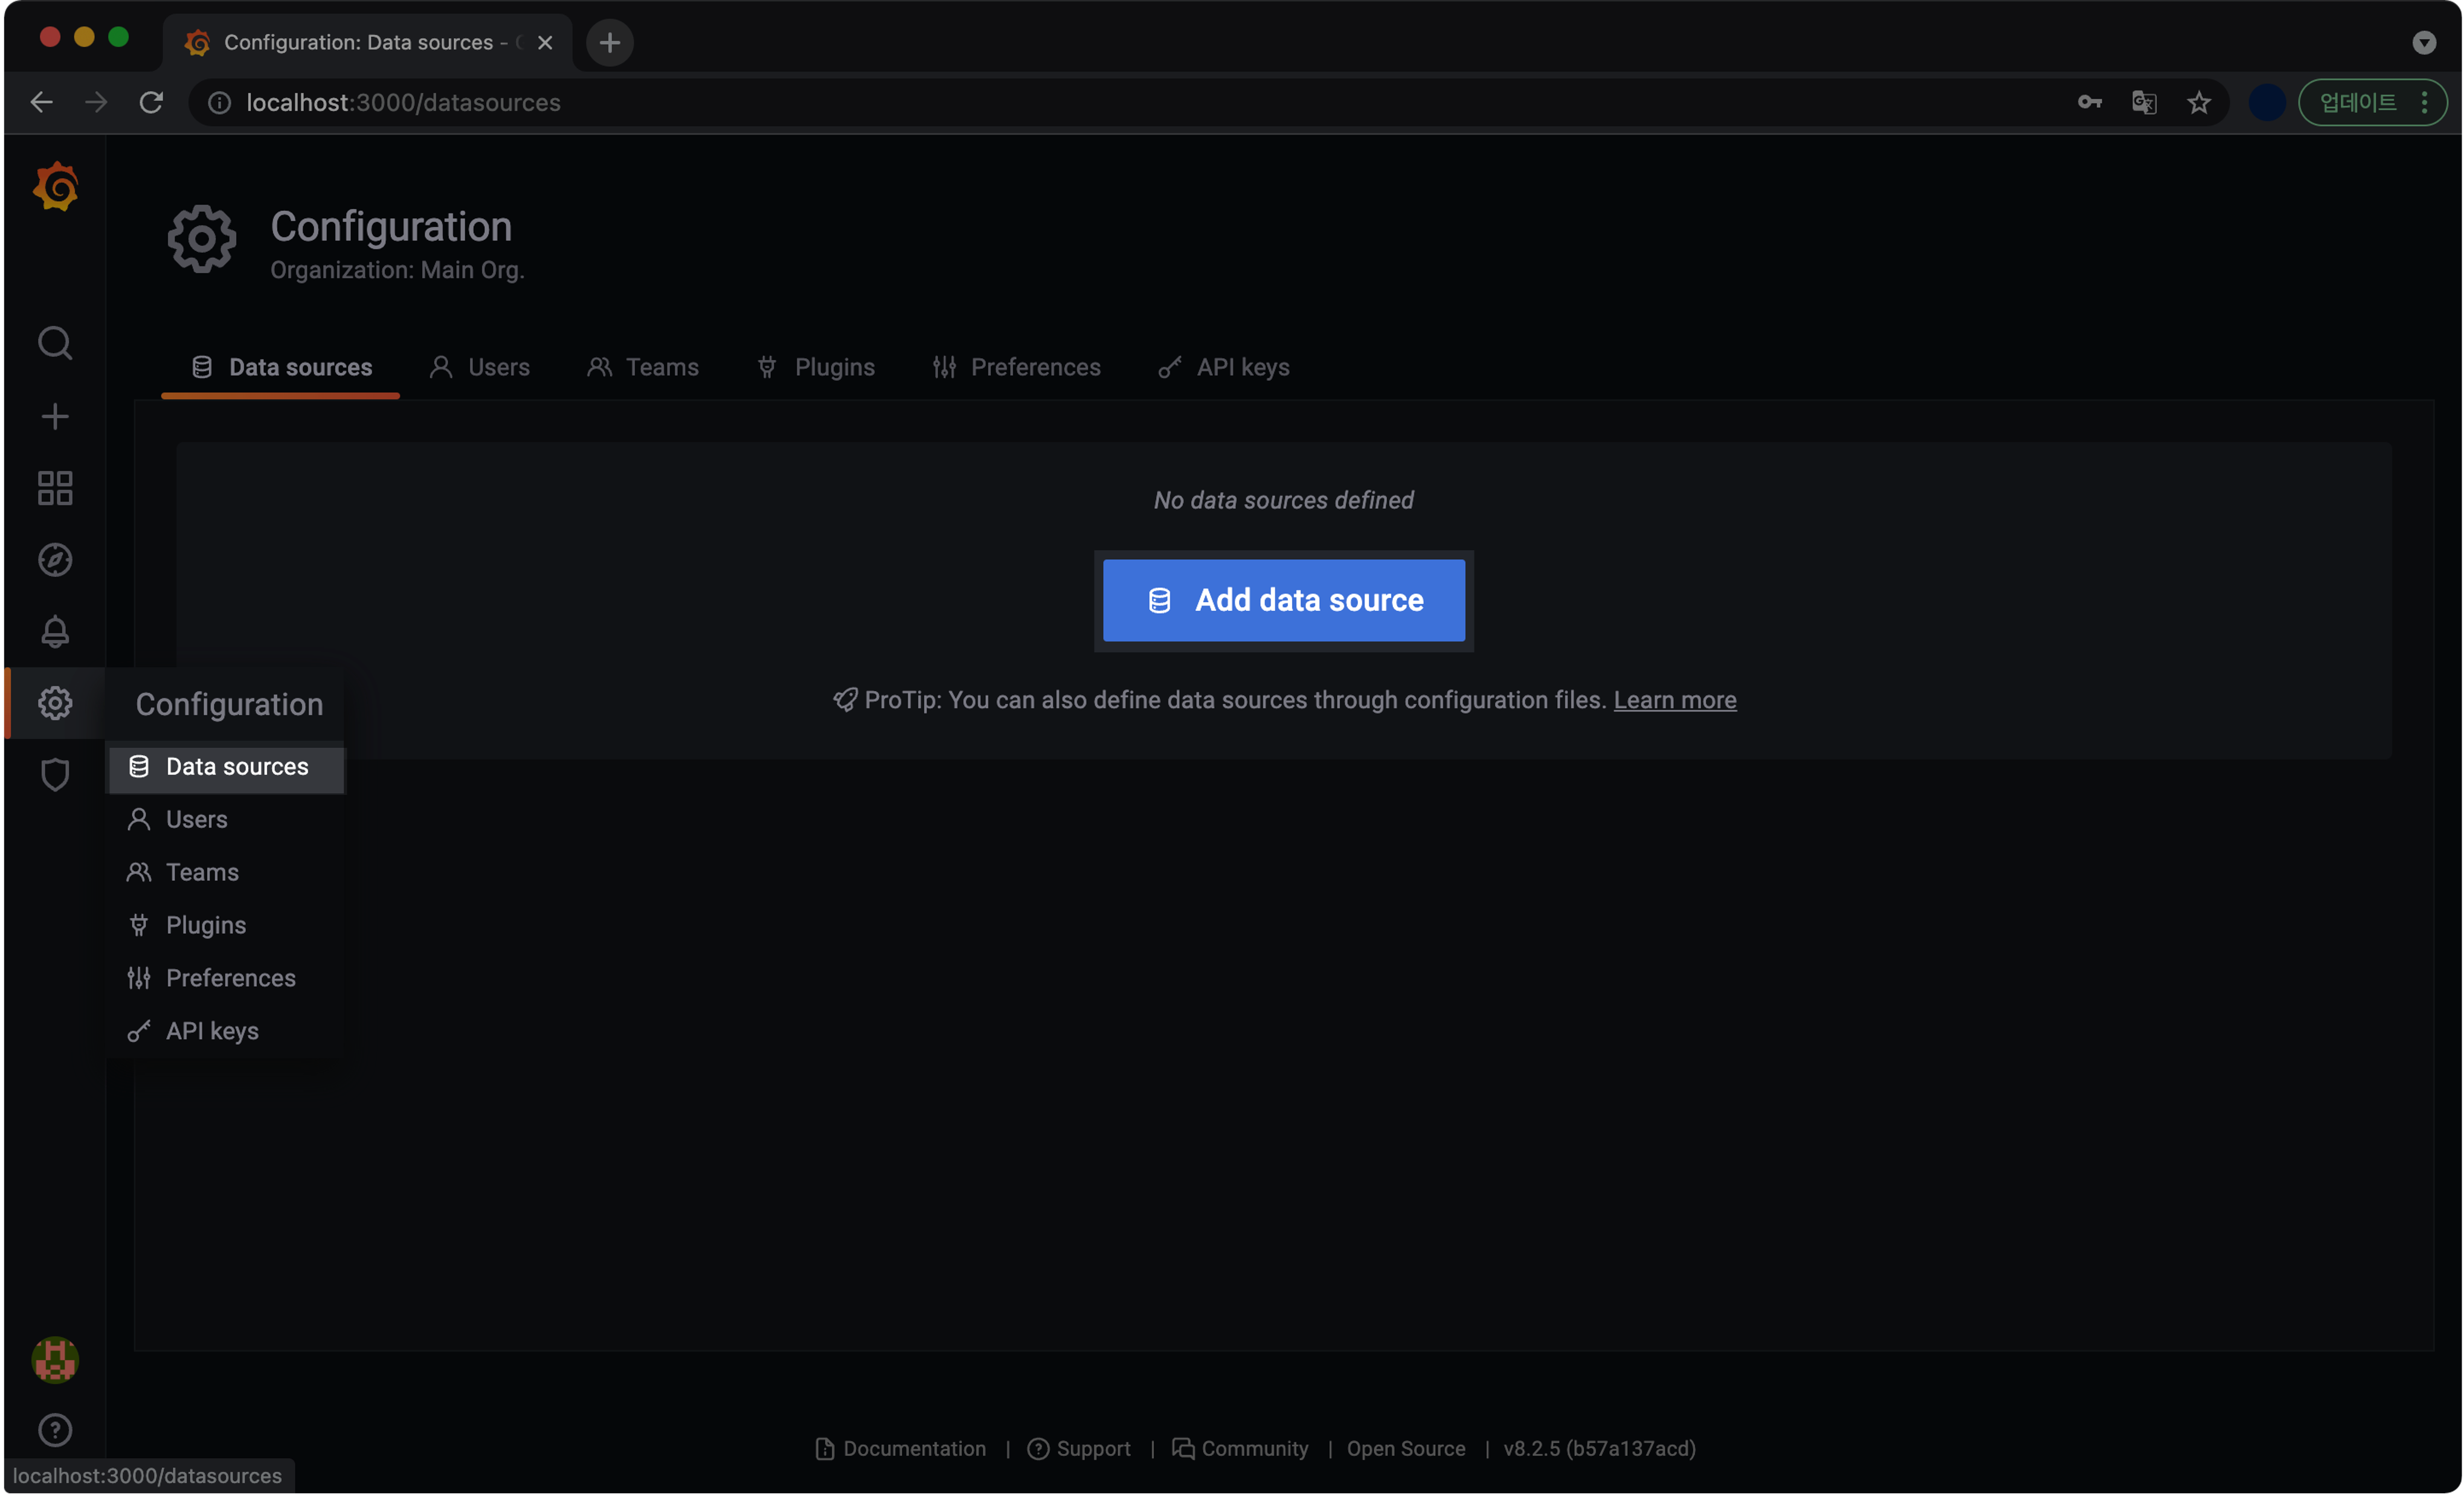 Configuration: Data sources -
localhost:3000/datasources
업데이트
Configuration
Organization: Main Org.
Data sources
Users
Teams
Plugins
Preferences
API keys
No data sources defined
Add data source
ProTip: You can also define data sources through configuration files. Learn more
Configuration
Data sources
Users
Teams
Plugins
Preferences
API keys
Documentation | Support | Community | Open Source | v8.2.5 (b57a137acd)
localhost:3000/datasources